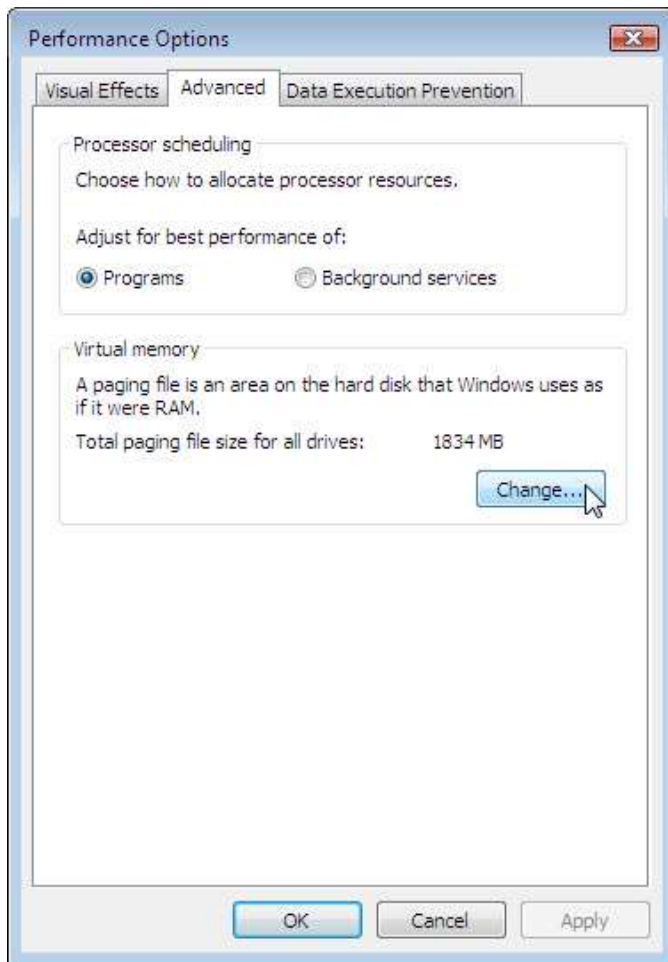 Performance Options
Visual Effects
Advanced
Data Execution Prevention
Processor scheduling
Choose how to allocate processor resources.
Adjust for best performance of:
Programs
Background services
Virtual memory
A paging file is an area on the hard disk that Windows uses as
if it were RAM.
Total paging file size for all drives: 1834 MB
Change...
OK
Cancel
Apply